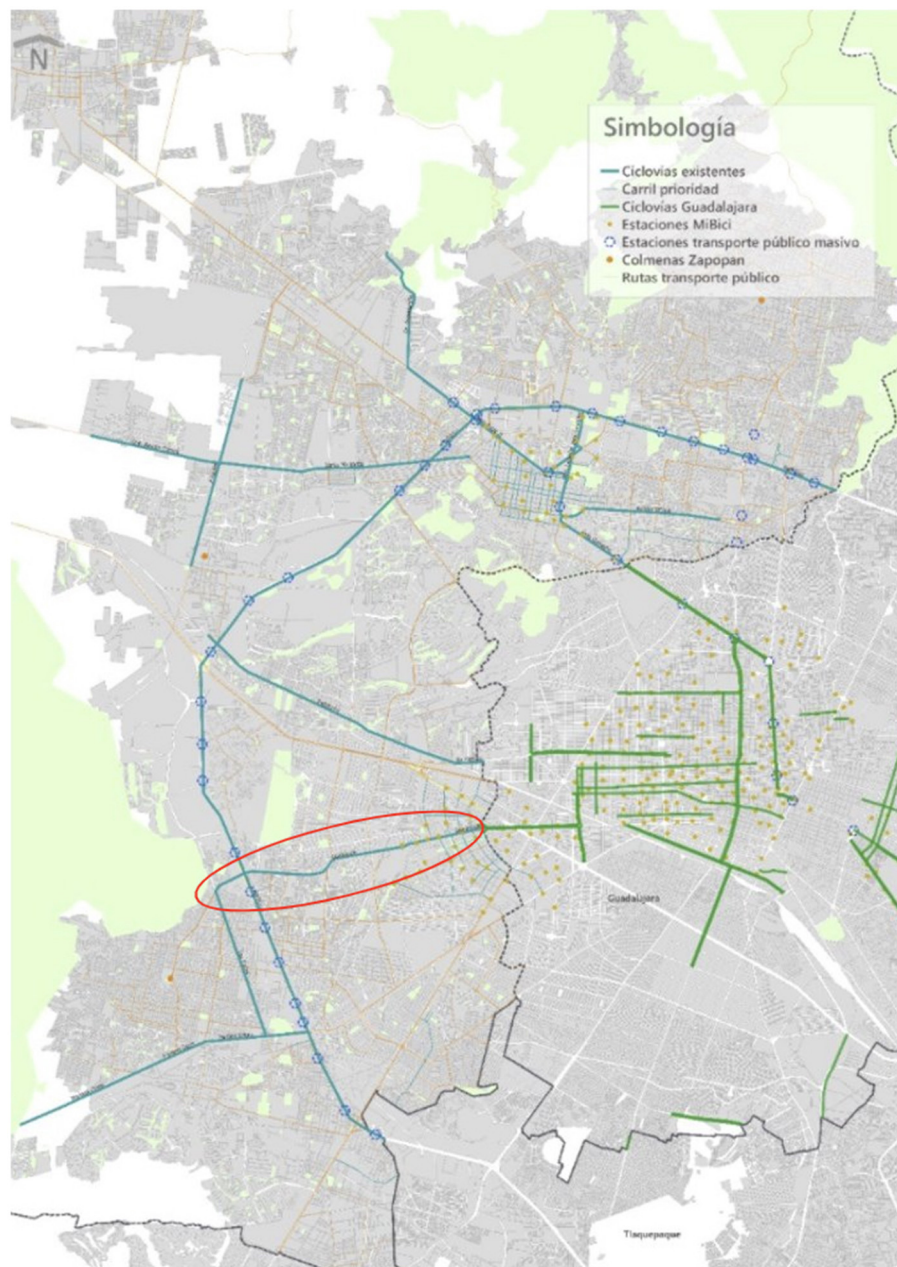 N
Simbología
Ciclovias existentes
Carril prioridad
Ciclovías Guadalajara
Estaciones MiBici
Estaciones transporte público masivo
Colmenas Zapopan
Rutas transporte público
Guadalajara
Tlaquepaque